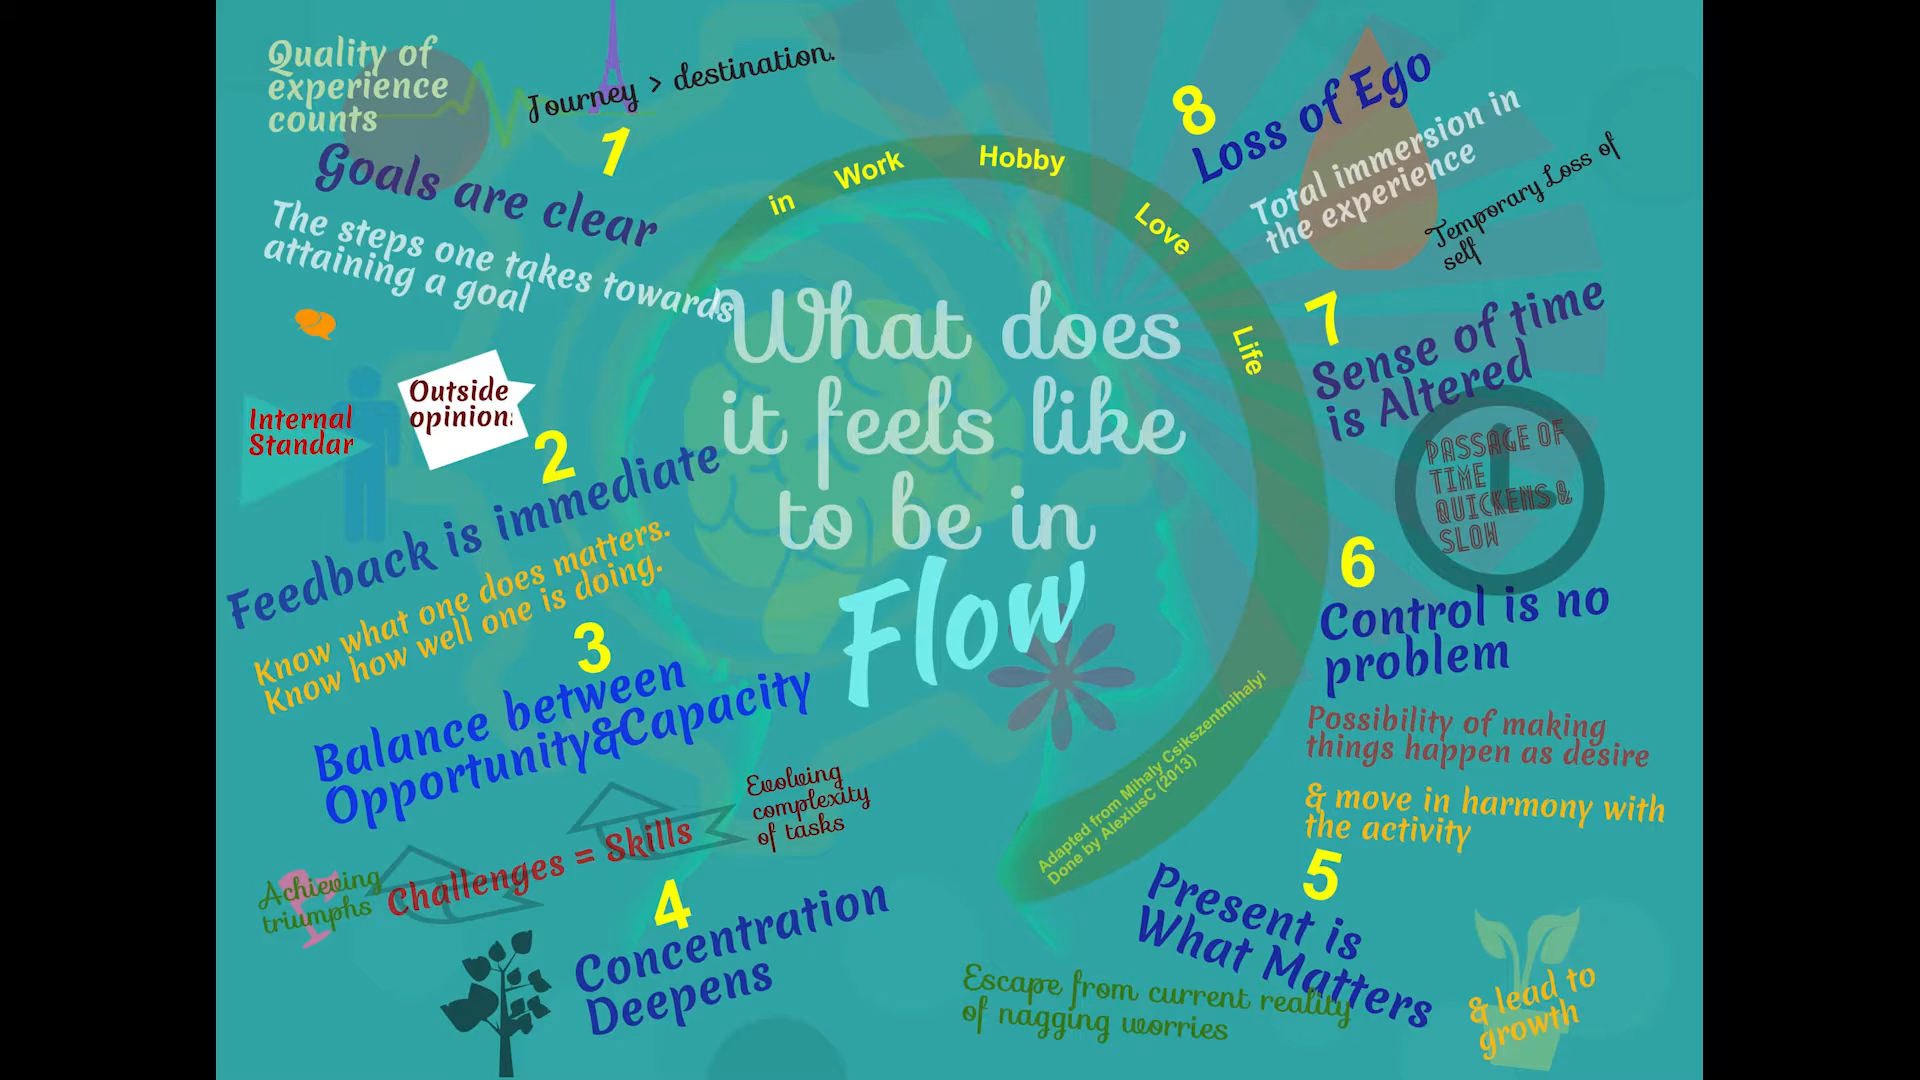 Quality of
experience
counts
Journey > destination.
1
Goals are clear
The steps one takes towards
attaining a goal
Internal
Standar
Outside
opinion
2
Feedback is immediate
Know what one does matters.
Know how well one is doing.
3
Balance between
Opportunity&Capacity
Challenges = Skills
Evolving
complexity
of tasks
Achieving
triumphs
4
Concentration
Deepens
in Work Hobby Love Life
What does
it feels like
to be in
Flow
Adapted from Mihaly Csikszentmihalyi
Done by AlexiusC (2013)
5
Present is
What Matters
Escape from current reality
of nagging worries
& lead to
growth
6
Control is no
problem
Possibility of making
things happen as desire
& move in harmony with
the activity
7
Sense of time
is Altered
PASSAGE OF
TIME
QUICKENS &
SLOW
8
Loss of Ego
Total immersion in
the experience
Temporary Loss of
self